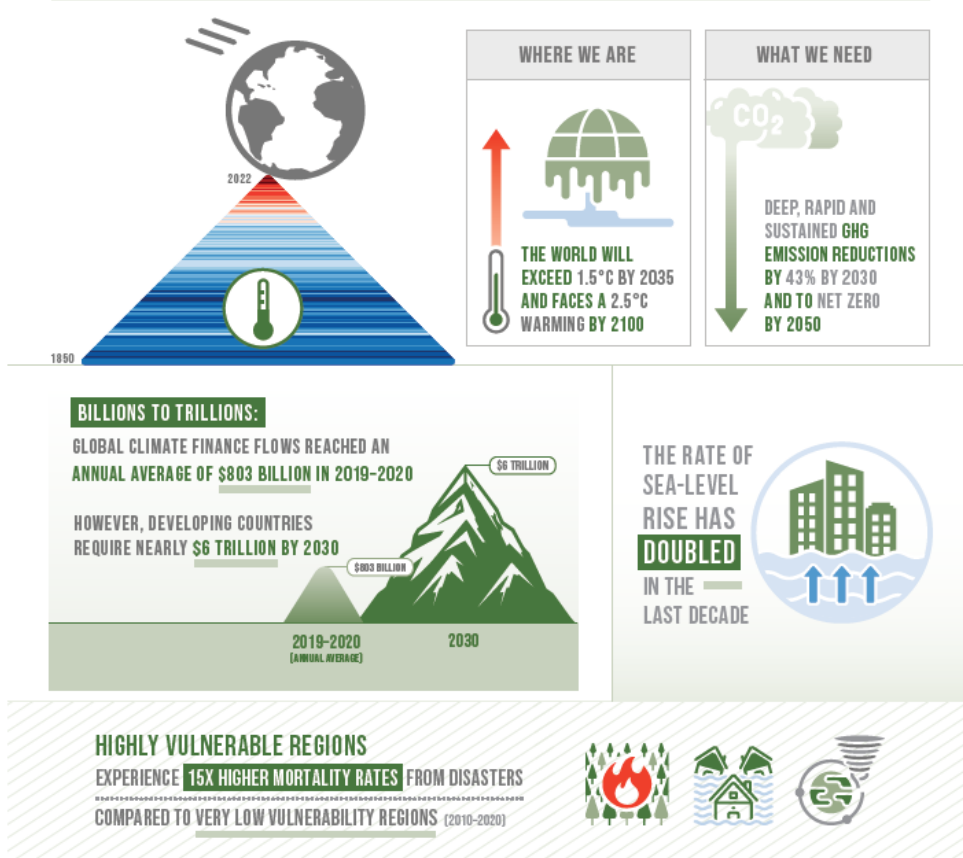 2022
1850
WHERE WE ARE
THE WORLD WILL
EXCEED 1.5°C BY 2035
AND FACES A 2.5°C
WARMING BY 2100
WHAT WE NEED
CO2
DEEP, RAPID AND
SUSTAINED GHG
EMISSION REDUCTIONS
BY 43% BY 2030
AND TO NET ZERO
BY 2050
BILLIONS TO TRILLIONS:
GLOBAL CLIMATE FINANCE FLOWS REACHED AN
ANNUAL AVERAGE OF $803 BILLION IN 2019-2020
HOWEVER, DEVELOPING COUNTRIES
REQUIRE NEARLY $6 TRILLION BY 2030
$6 TRILLION
$803 BILLION
2019-2020
(ANNUAL AVERAGE)
2030
THE RATE OF
SEA-LEVEL
RISE HAS
DOUBLED
IN THE
LAST DECADE
HIGHLY VULNERABLE REGIONS
EXPERIENCE 15X HIGHER MORTALITY RATES FROM DISASTERS
COMPARED TO VERY LOW VULNERABILITY REGIONS (2010-2020)